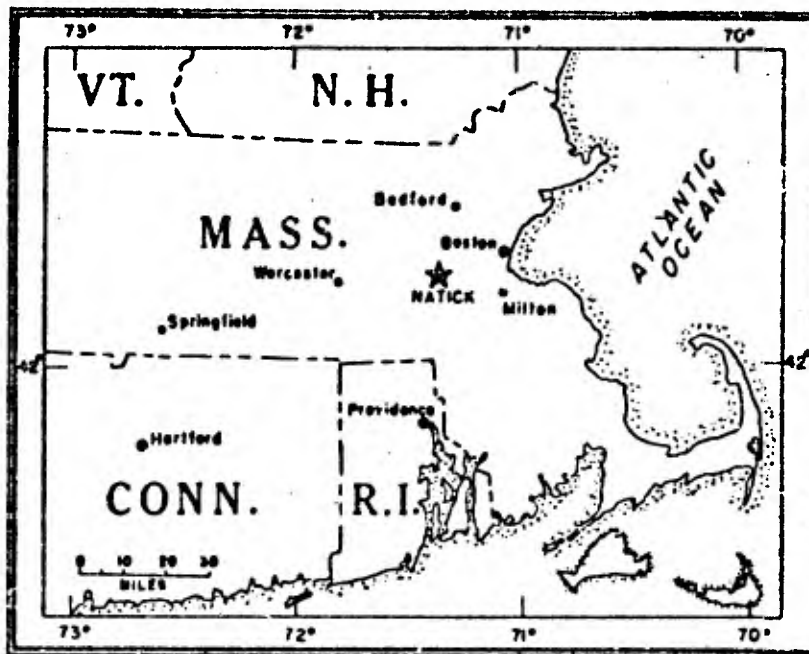 73° 72° 71° 70°
VT. N. H.
Bedford
MASS. Boston
ATLANTIC
OCEAN
Worcester
NATICK Milton
Springfield
42° 42°
Providence
Hartford
CONN. R.I.
0 10 20 30
MILES
73° 72° 71° 70°